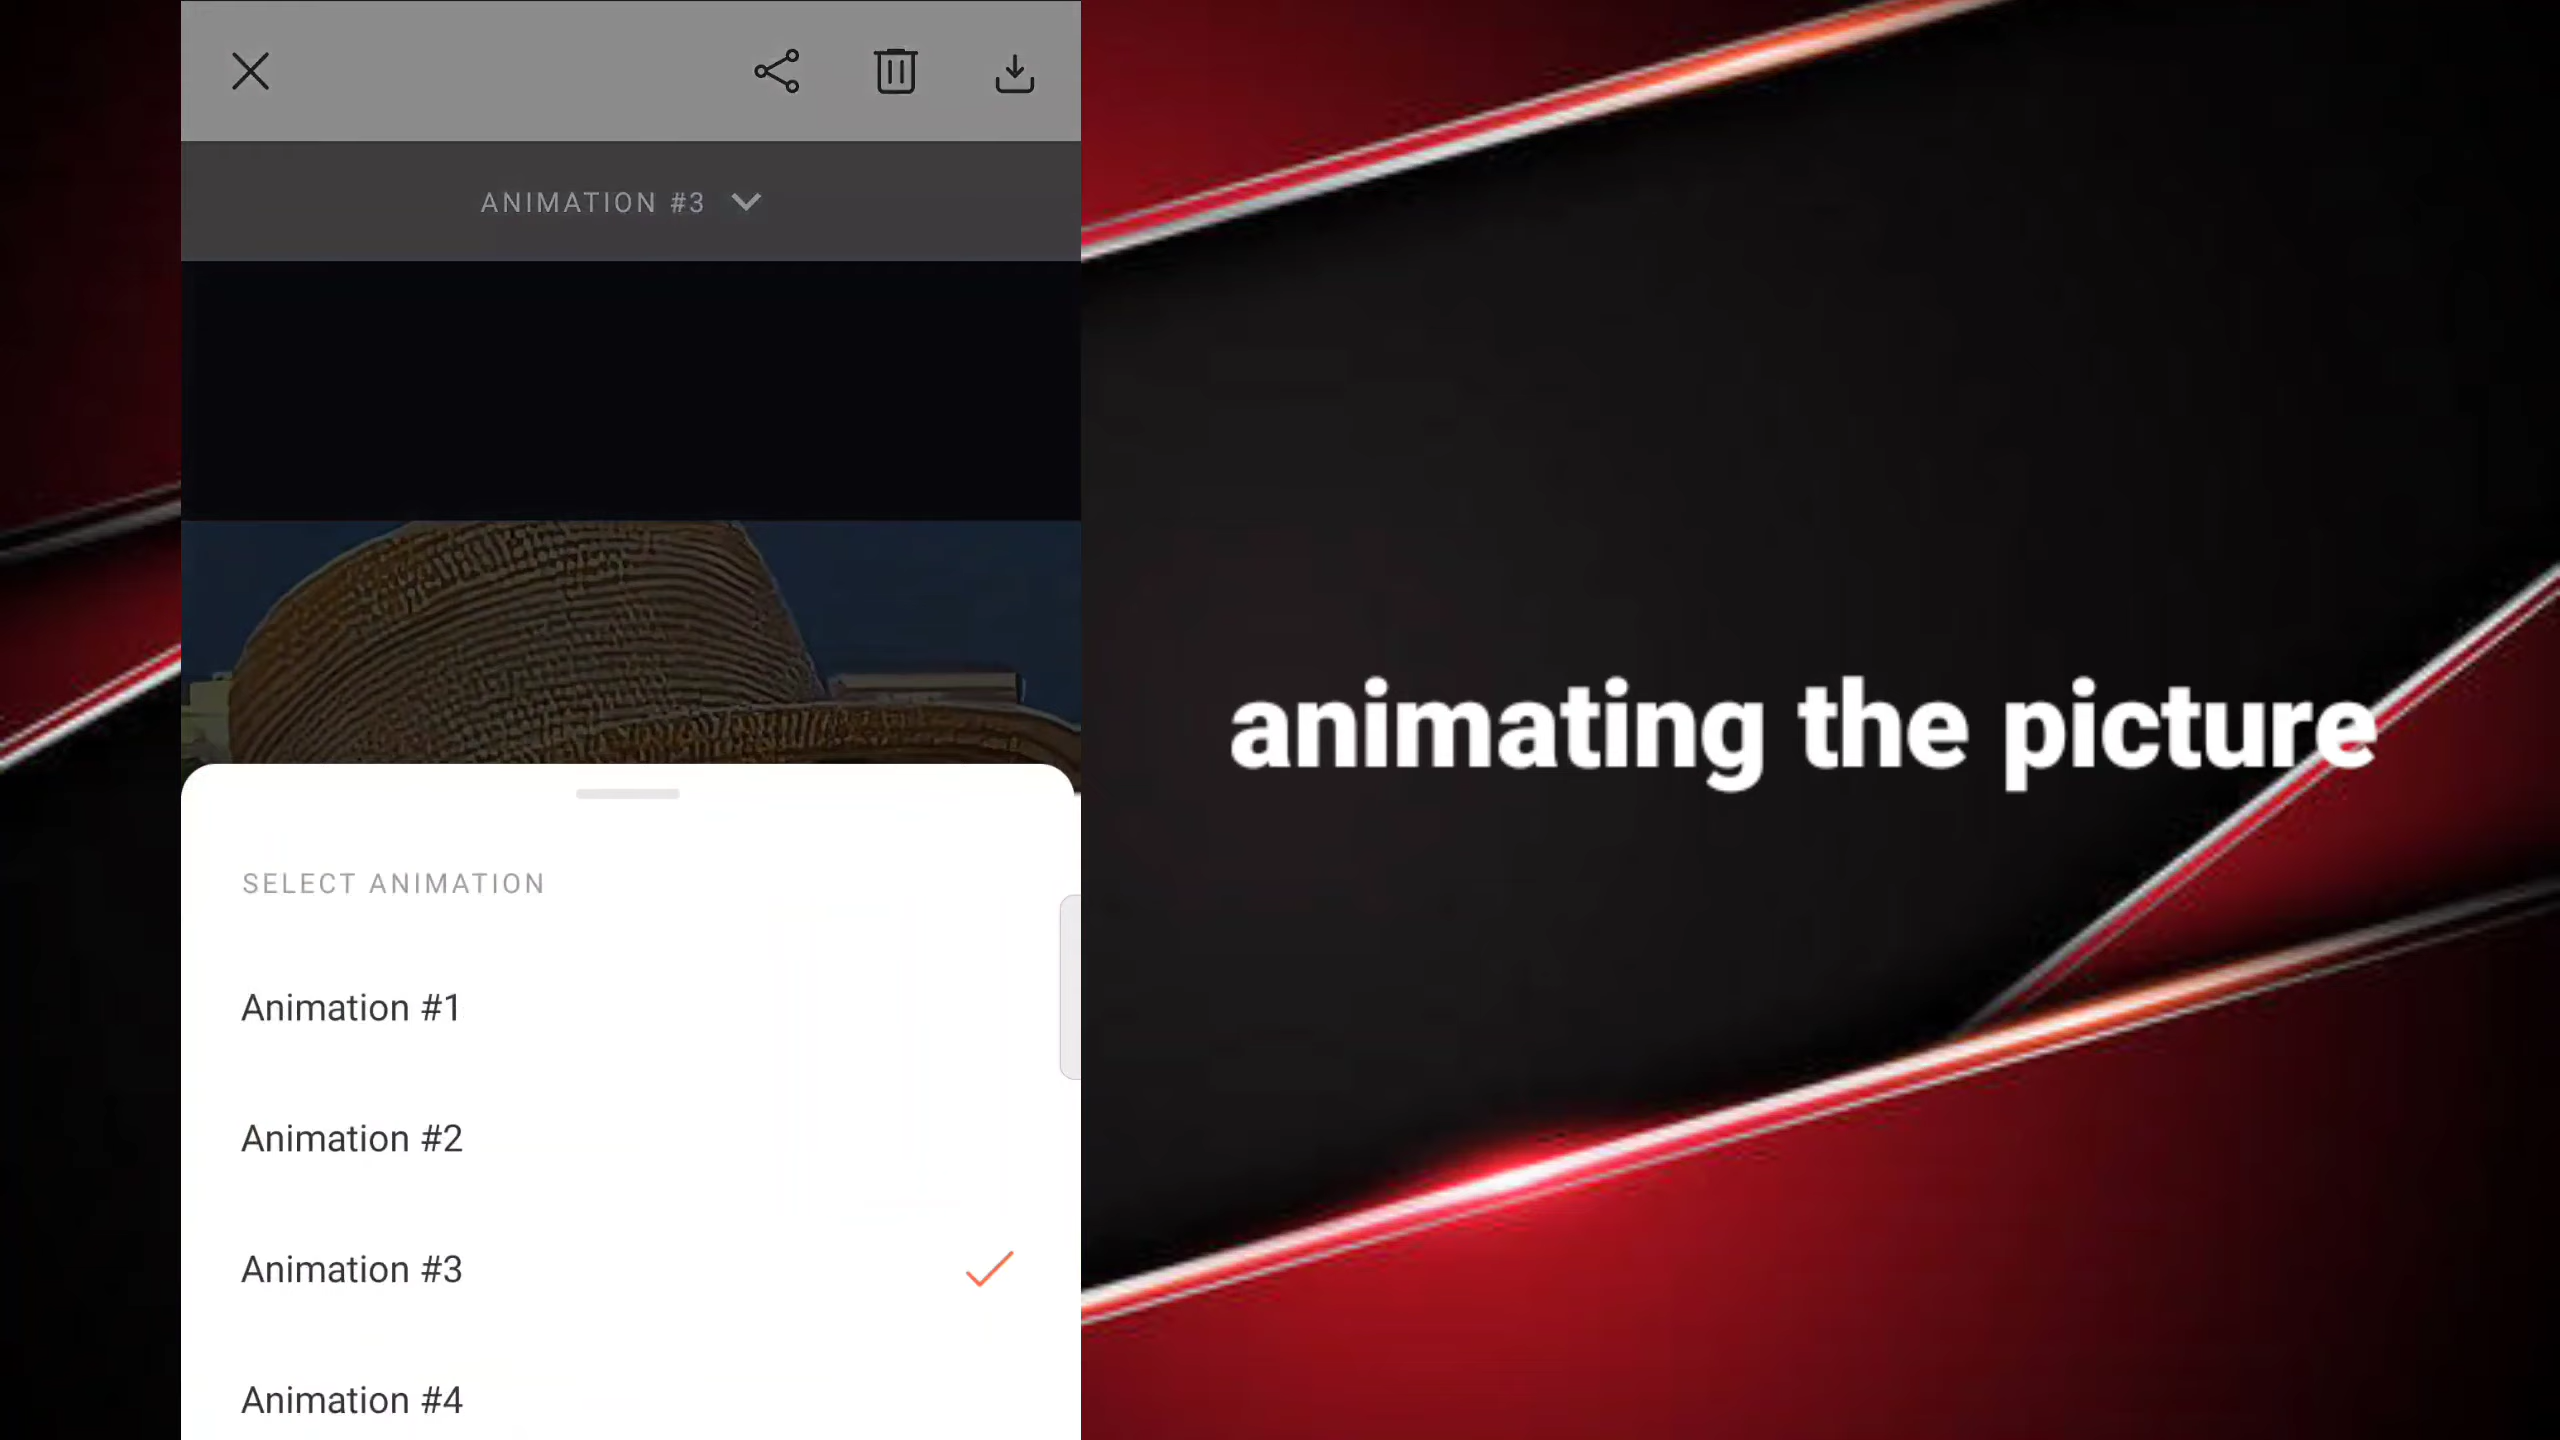 ANIMATION #3
SELECT ANIMATION
Animation #1
Animation #2
Animation #3
Animation #4
animating the picture